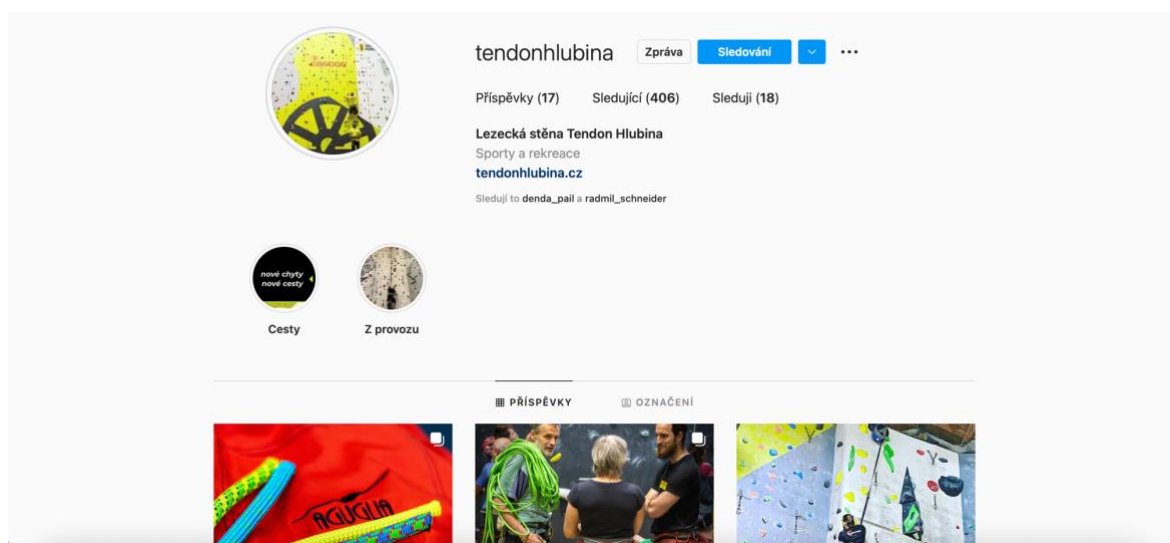 tendonhlubina Zpráva Sledování
Příspěvky (17) Sledující (406) Sleduji (18)
Lezecká stěna Tendon Hlubina
Sporty a rekreace
tendonhlubina.cz
Sledují to denda_pail a radmil_schneider
nové chyty
nové cesty
Cesty Z provozu
PŘÍSPĚVKY OZNAČENÍ
AGUGLIA